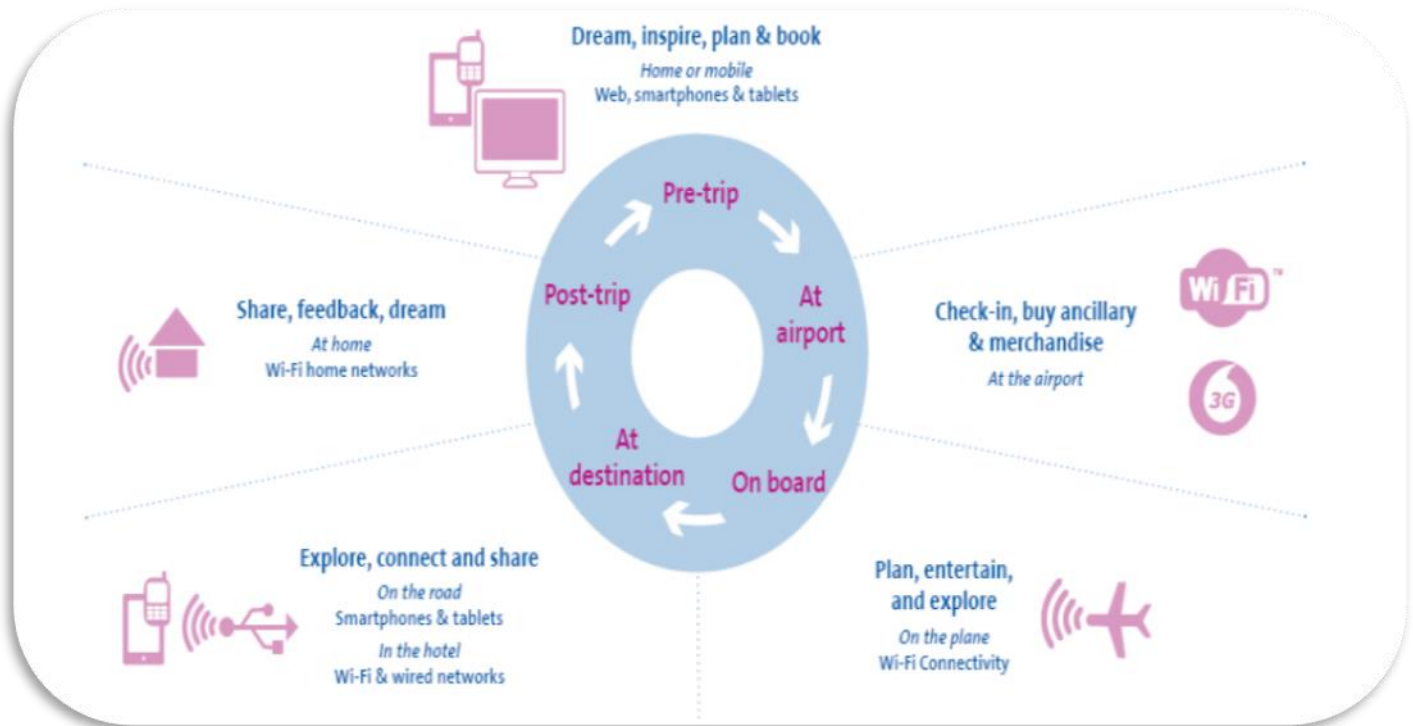 Dream, inspire, plan & book
Home or mobile
Web, smartphones & tablets
Pre-trip
At
airport
On board
At
destination
Post-trip
Check-in, buy ancillary
& merchandise
At the airport
Wi Fi ™
3G
Plan, entertain,
and explore
On the plane
Wi-Fi Connectivity
Explore, connect and share
On the road
Smartphones & tablets
In the hotel
Wi-Fi & wired networks
Share, feedback, dream
At home
Wi-Fi home networks